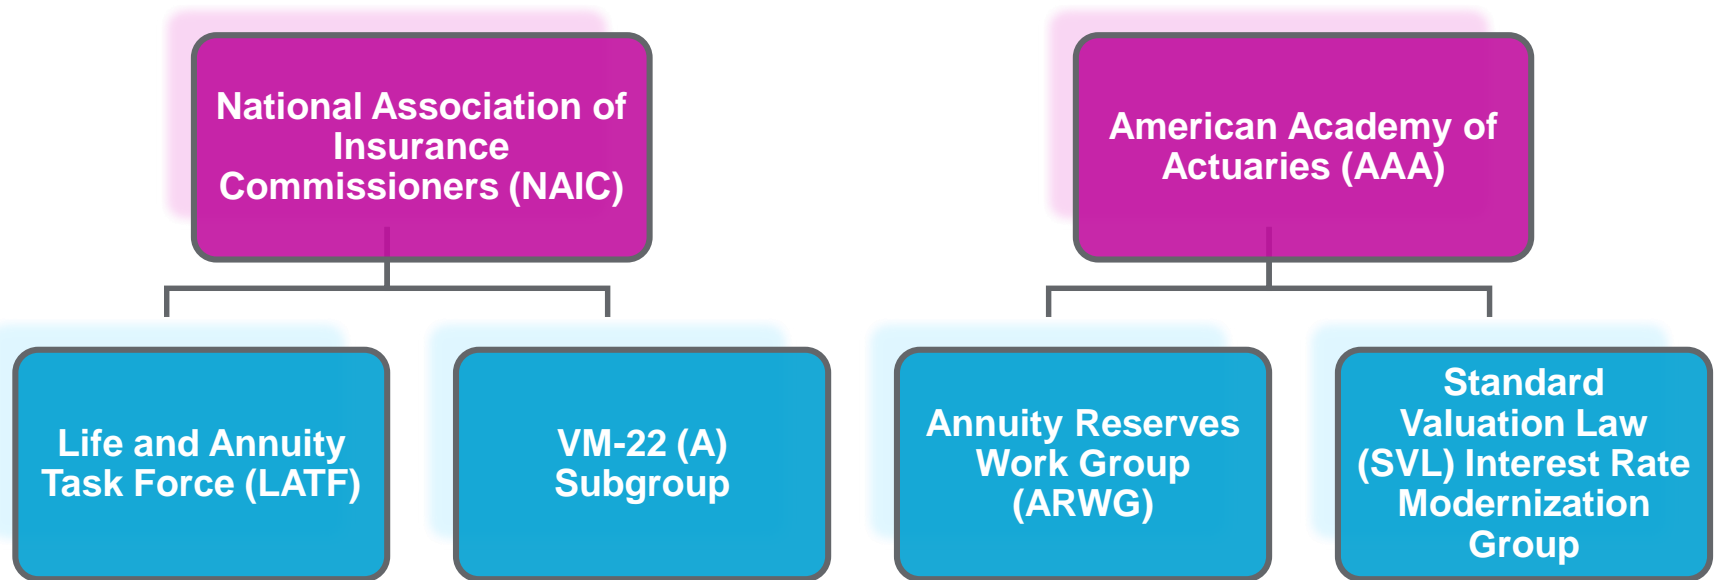 National Association of
Insurance
Commissioners (NAIC)
American Academy of
Actuaries (AAA)
Life and Annuity
Task Force (LATF)
VM-22 (A)
Subgroup
Annuity Reserves
Work Group
(ARWG)
Standard
Valuation Law
(SVL) Interest Rate
Modernization
Group